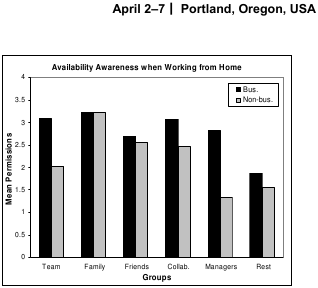 April 2–7 | Portland, Oregon, USA
Availability Awareness when Working from Home
4
3.5
3
2.5
2
1.5
1
0.5
0
Mean Permissions
Bus.
Non-bus.
Team Family Friends Collab. Managers Rest
Groups